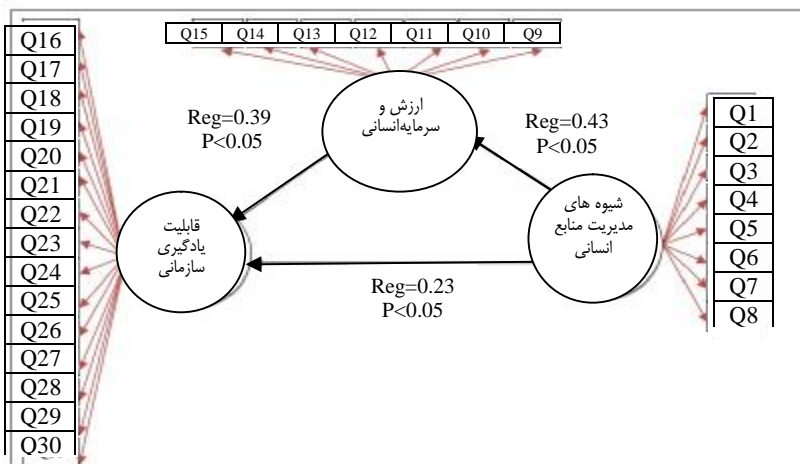 Q15 Q14 Q13 Q12 Q11 Q10 Q9
Q16
Q17
Q18
Q19
Q20
Q21
Q22
Q23
Q24
Q25
Q26
Q27
Q28
Q29
Q30
ارزش و
سرمایه‌انسانی
Reg=0.39
P<0.05
Reg=0.43
P<0.05
قابلیت
یادگیری
سازمانی
شیوه های
مدیریت منابع
انسانی
Reg=0.23
P<0.05
Q1
Q2
Q3
Q4
Q5
Q6
Q7
Q8